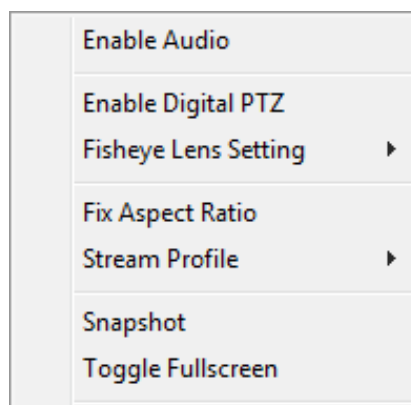 Enable Audio
Enable Digital PTZ
Fisheye Lens Setting
Fix Aspect Ratio
Stream Profile
Snapshot
Toggle Fullscreen